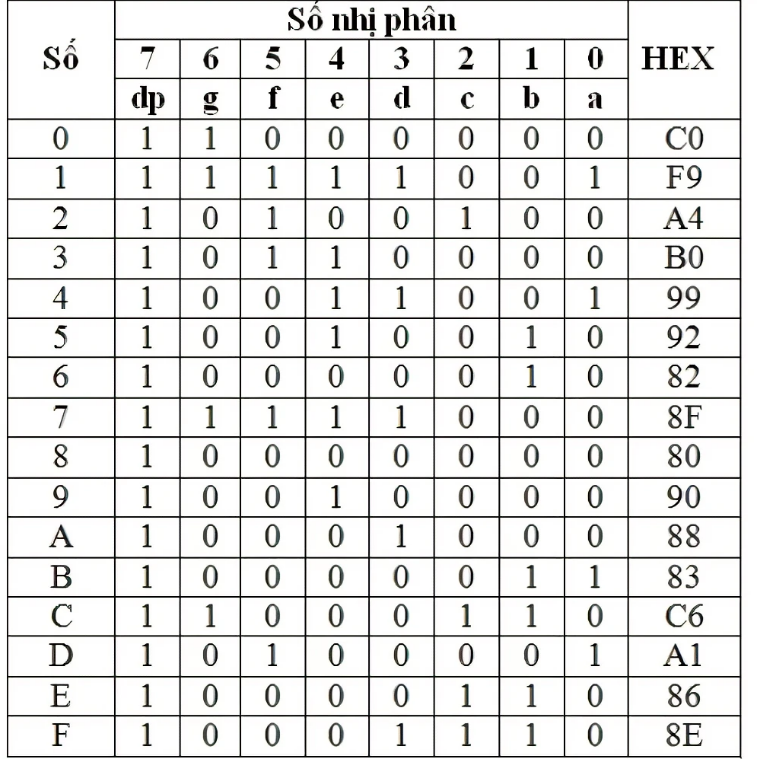 Số nhị phân
Số 7 6 5 4 3 2 1 0 HEX
dp g f e d c b a
0 1 1 0 0 0 0 0 0 C0
1 1 1 1 1 1 0 0 1 F9
2 1 0 1 0 0 1 0 0 A4
3 1 0 1 1 0 0 0 0 B0
4 1 0 0 1 1 0 0 1 99
5 1 0 0 1 0 0 1 0 92
6 1 0 0 0 0 0 1 0 82
7 1 1 1 1 1 0 0 0 8F
8 1 0 0 0 0 0 0 0 80
9 1 0 0 1 0 0 0 0 90
A 1 0 0 0 1 0 0 0 88
B 1 0 0 0 0 0 1 1 83
C 1 1 0 0 0 1 1 0 C6
D 1 0 1 0 0 0 0 1 A1
E 1 0 0 0 0 1 1 0 86
F 1 0 0 0 1 1 1 0 8E